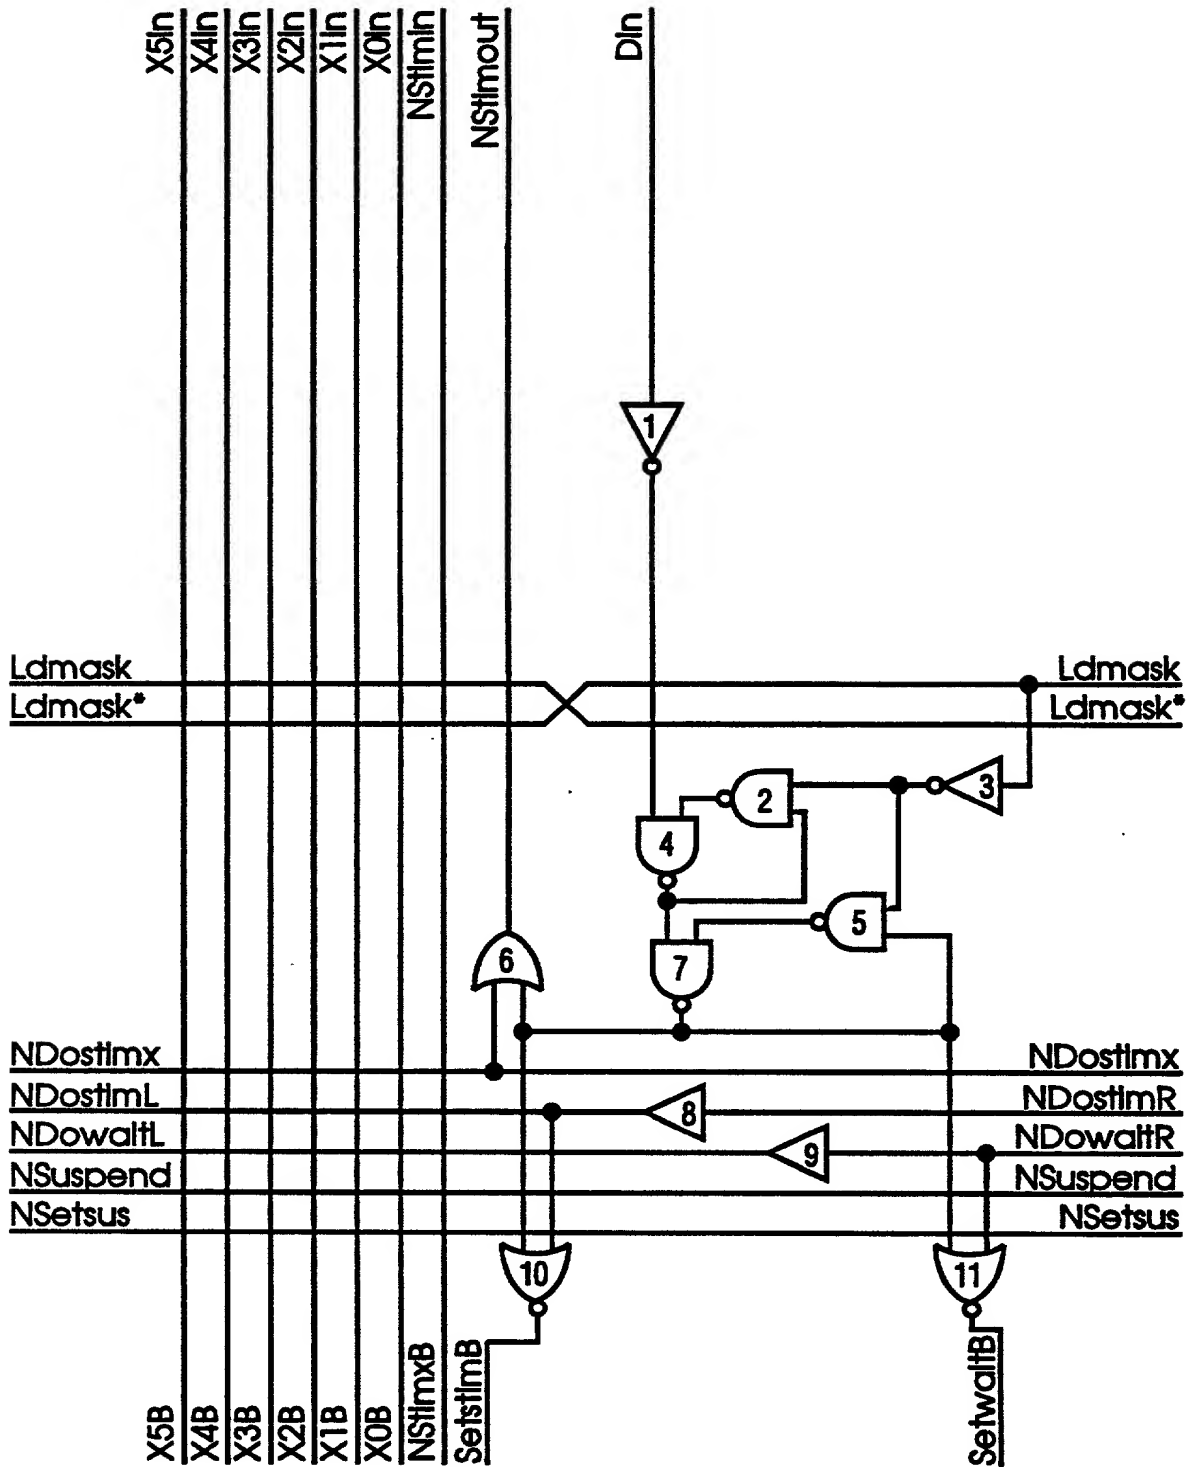 X5In
X4In
X3In
X2In
X1In
X0In
NStimIn
NStimout
DIn
1
Ldmask
Ldmask
Ldmask*
Ldmask*
2
3
4
5
6
7
NDostimx
NDostimx
NDostimL
8
NDostimR
NDowaitL
9
NDowaitR
NSuspend
NSuspend
NSetsus
NSetsus
10
11
X5B
X4B
X3B
X2B
X1B
X0B
NStimxB
SetstimB
SetwaitB